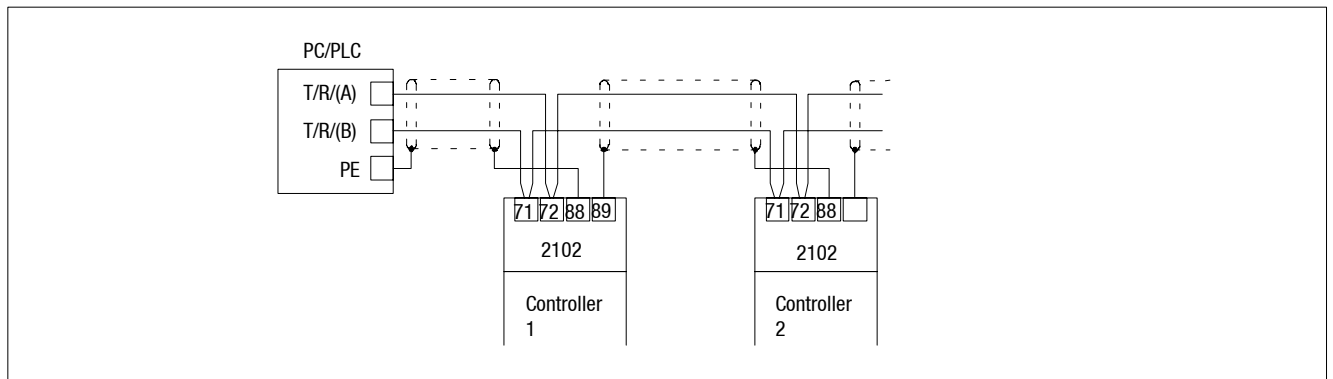 PC/PLC
T/R/(A)
T/R/(B)
PE
71 72 88 89
71 72 88
2102
2102
Controller
1
Controller
2